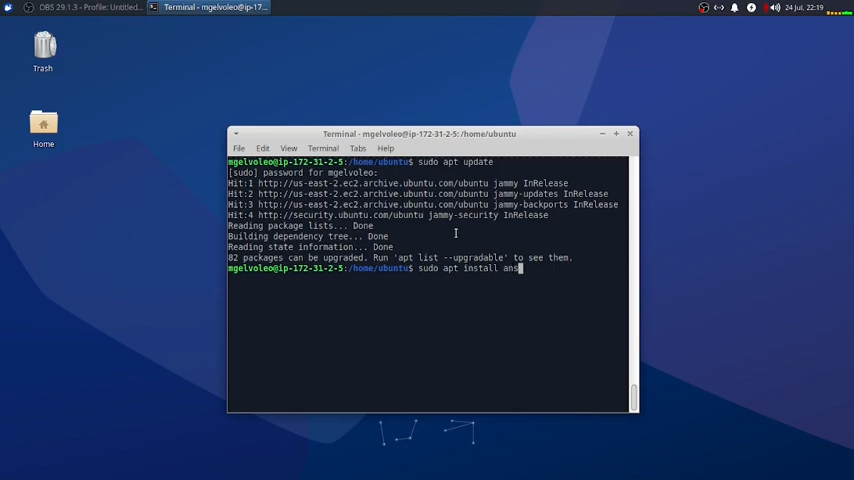 OBS 29.1.3 - Profile: Untitled...
Terminal - mgelvoleo@ip-17...
24 Jul, 22:19
Trash
Home
Terminal - mgelvoleo@ip-172-31-2-5: /home/ubuntu
File Edit View Terminal Tabs Help
mgelvoleo@ip-172-31-2-5:/home/ubuntu$ sudo apt update
[sudo] password for mgelvoleo:
Hit:1 http://us-east-2.ec2.archive.ubuntu.com/ubuntu jammy InRelease
Hit:2 http://us-east-2.ec2.archive.ubuntu.com/ubuntu jammy-updates InRelease
Hit:3 http://us-east-2.ec2.archive.ubuntu.com/ubuntu jammy-backports InRelease
Hit:4 http://security.ubuntu.com/ubuntu jammy-security InRelease
Reading package lists... Done
Building dependency tree... Done
Reading state information... Done
82 packages can be upgraded. Run 'apt list --upgradable' to see them.
mgelvoleo@ip-172-31-2-5:/home/ubuntu$ sudo apt install ans